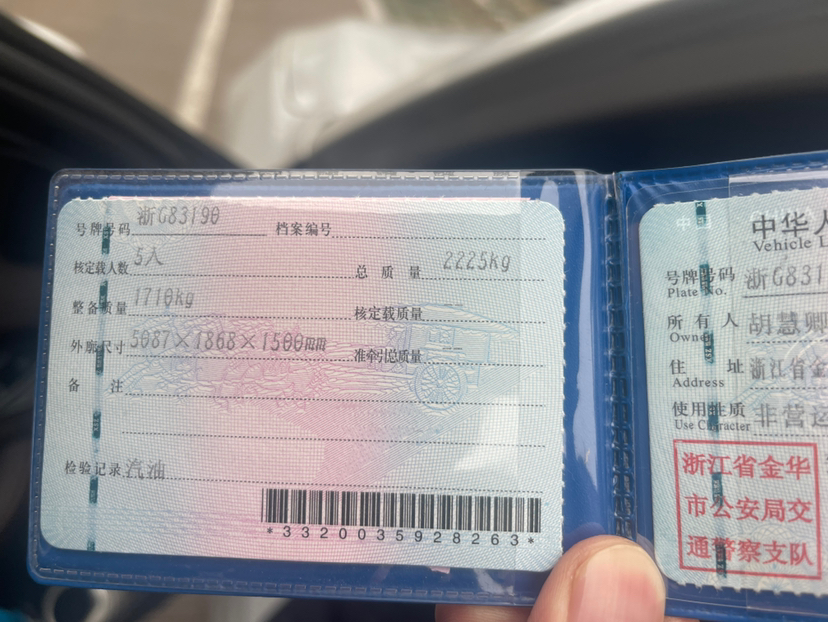 号牌号码 浙G83190 档案编号
核定载人数 5人 总质量 2225kg
整备质量 1710kg 核定载质量
外廓尺寸 5087×1868×1500mm 准牵引总质量
备注
检验记录 汽油
*3320035928263*
中华人
Vehicle L
号牌号码 浙G831
Plate No.
所有人 胡慧卿
Owner
住址 浙江省金
Address
使用性质 非营运
Use Character
浙江省金华
市公安局交
通警察支队